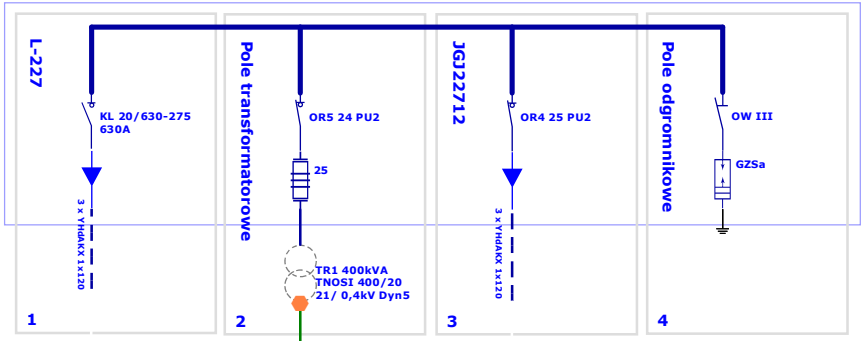 L-227
KL 20/630-275
630A
3 x YHdAKX 1x120
1
Pole transformatorowe
OR5 24 PU2
25
TR1 400kVA
TNOSI 400/20
21/ 0,4kV Dyn5
2
JGJ22712
OR4 25 PU2
3 x YHdAKX 1x120
3
Pole odgromnikowe
OW III
GZSa
4